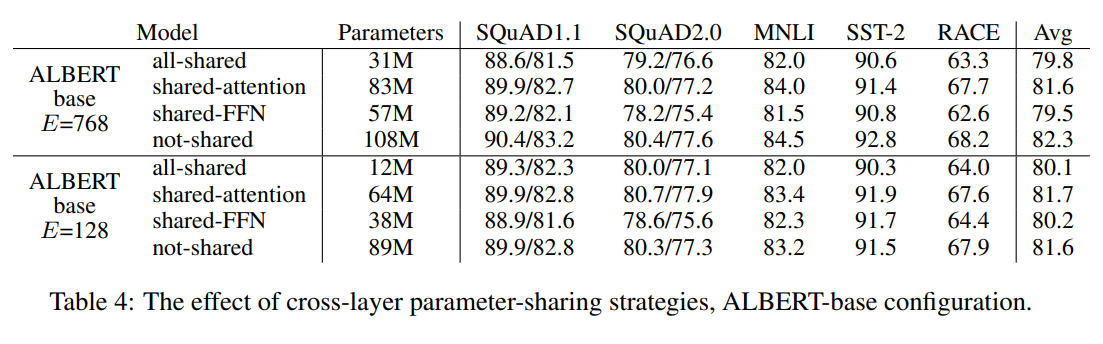 Model Parameters SQuAD1.1 SQuAD2.0 MNLI SST-2 RACE Avg
ALBERT base E=768
all-shared 31M 88.6/81.5 79.2/76.6 82.0 90.6 63.3 79.8
shared-attention 83M 89.9/82.7 80.0/77.2 84.0 91.4 67.7 81.6
shared-FFN 57M 89.2/82.1 78.2/75.4 81.5 90.8 62.6 79.5
not-shared 108M 90.4/83.2 80.4/77.6 84.5 92.8 68.2 82.3
ALBERT base E=128
all-shared 12M 89.3/82.3 80.0/77.1 82.0 90.3 64.0 80.1
shared-attention 64M 89.9/82.8 80.7/77.9 83.4 91.9 67.6 81.7
shared-FFN 38M 88.9/81.6 78.6/75.6 82.3 91.7 64.4 80.2
not-shared 89M 89.9/82.8 80.3/77.3 83.2 91.5 67.9 81.6
Table 4: The effect of cross-layer parameter-sharing strategies, ALBERT-base configuration.